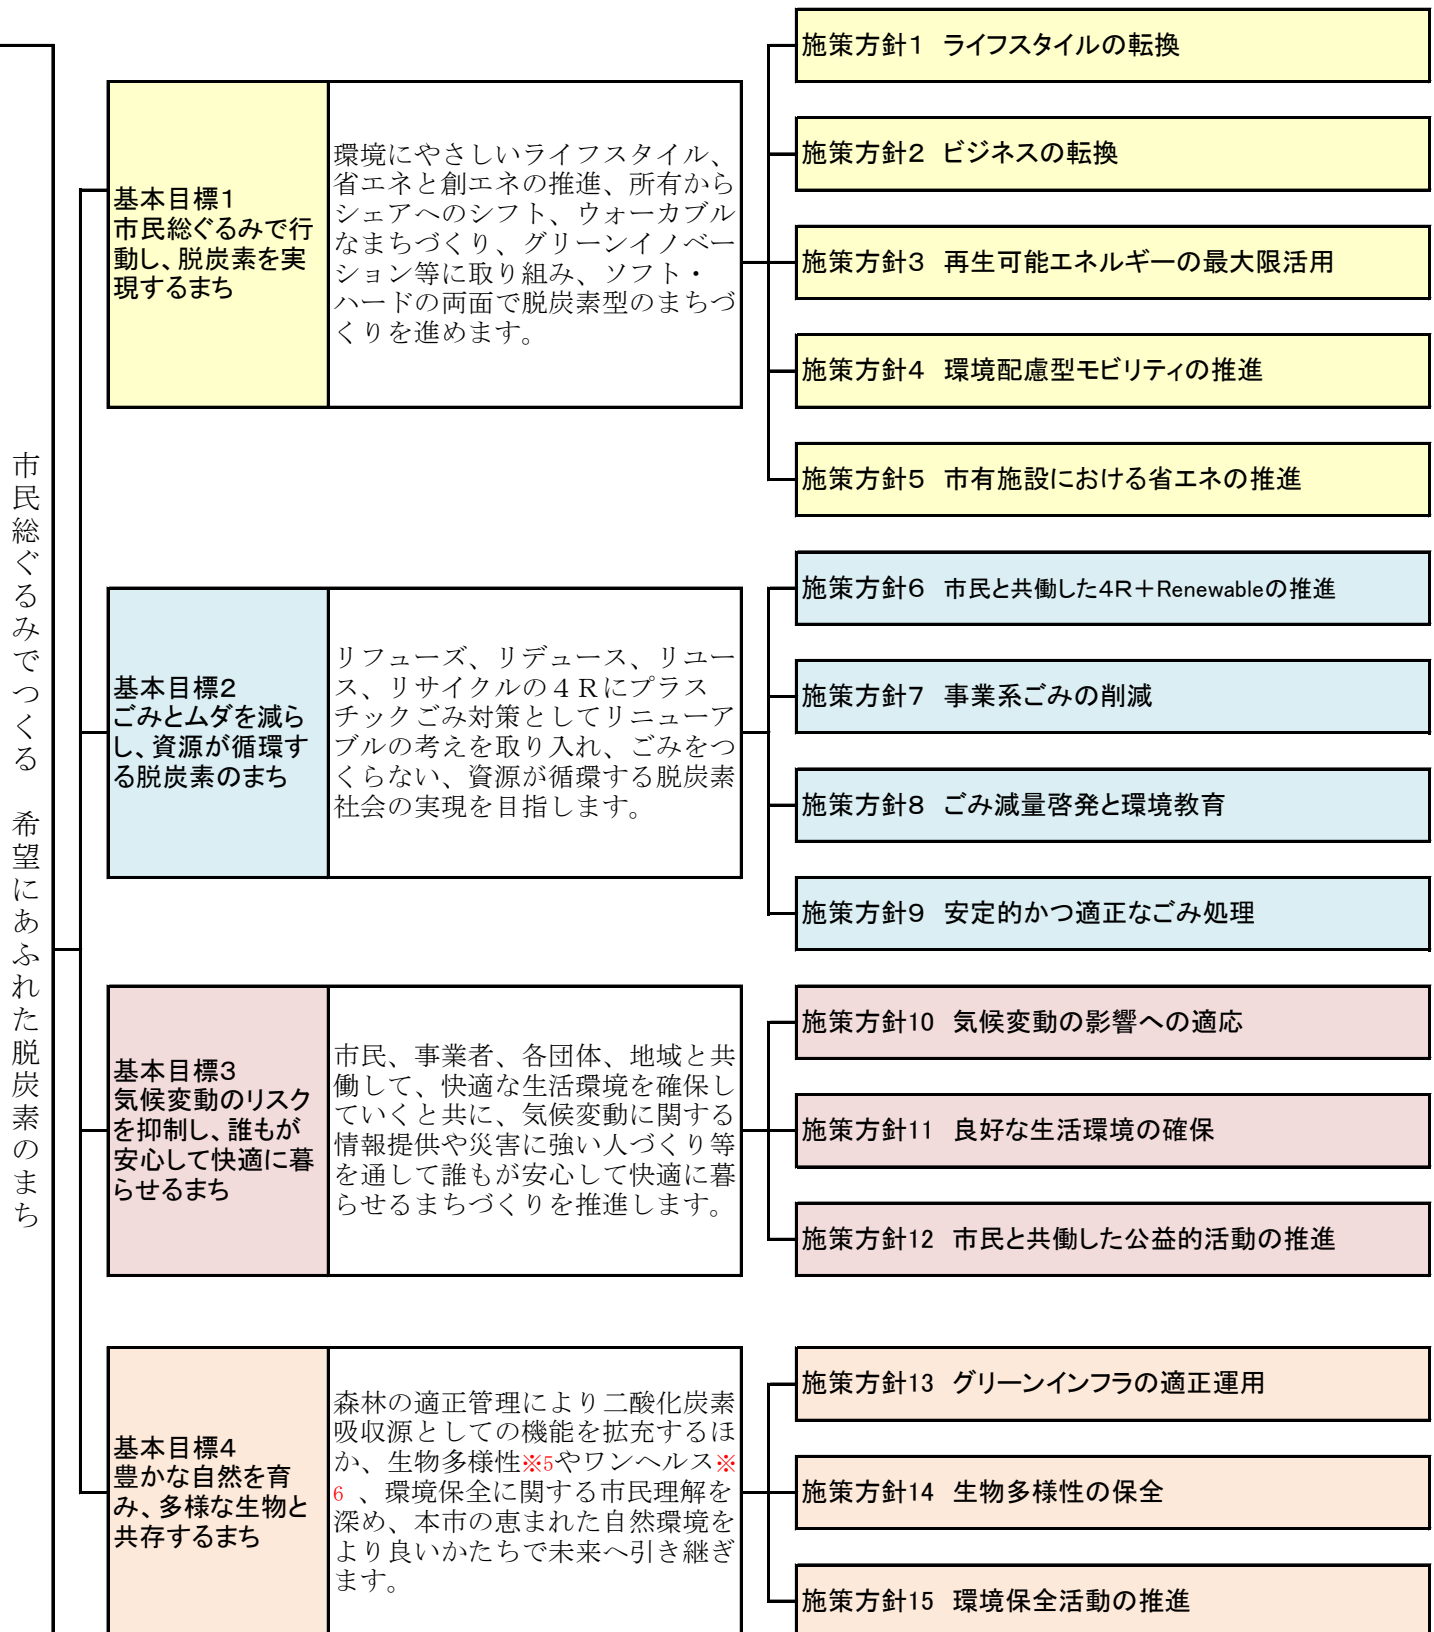 市民総ぐるみでつくる　希望にあふれた脱炭素のまち
基本目標1
市民総ぐるみで行
動し、脱炭素を実
現するまち
環境にやさしいライフスタイル、
省エネと創エネの推進、所有から
シェアへのシフト、ウォーカブル
なまちづくり、グリーンイノベー
ション等に取り組み、ソフト・
ハードの両面で脱炭素型のまちづ
くりを進めます。
施策方針1　ライフスタイルの転換
施策方針2　ビジネスの転換
施策方針3　再生可能エネルギーの最大限活用
施策方針4　環境配慮型モビリティの推進
施策方針5　市有施設における省エネの推進
基本目標2
ごみとムダを減ら
し、資源が循環す
る脱炭素のまち
リフューズ、リデュース、リユー
ス、リサイクルの４Ｒにプラス
チックごみ対策としてリニューア
ブルの考えを取り入れ、ごみをつ
くらない、資源が循環する脱炭素
社会の実現を目指します。
施策方針6　市民と共働した4R＋Renewableの推進
施策方針7　事業系ごみの削減
施策方針8　ごみ減量啓発と環境教育
施策方針9　安定的かつ適正なごみ処理
基本目標3
気候変動のリスク
を抑制し、誰もが
安心して快適に暮
らせるまち
市民、事業者、各団体、地域と共
働して、快適な生活環境を確保し
ていくと共に、気候変動に関する
情報提供や災害に強い人づくり等
を通して誰もが安心して快適に暮
らせるまちづくりを推進します。
施策方針10　気候変動の影響への適応
施策方針11　良好な生活環境の確保
施策方針12　市民と共働した公益的活動の推進
基本目標4
豊かな自然を育
み、多様な生物と
共存するまち
森林の適正管理により二酸化炭素
吸収源としての機能を拡充するほ
か、生物多様性※5やワンヘルス※
6 、環境保全に関する市民理解を
深め、本市の恵まれた自然環境を
より良いかたちで未来へ引き継ぎ
ます。
施策方針13　グリーンインフラの適正運用
施策方針14　生物多様性の保全
施策方針15　環境保全活動の推進